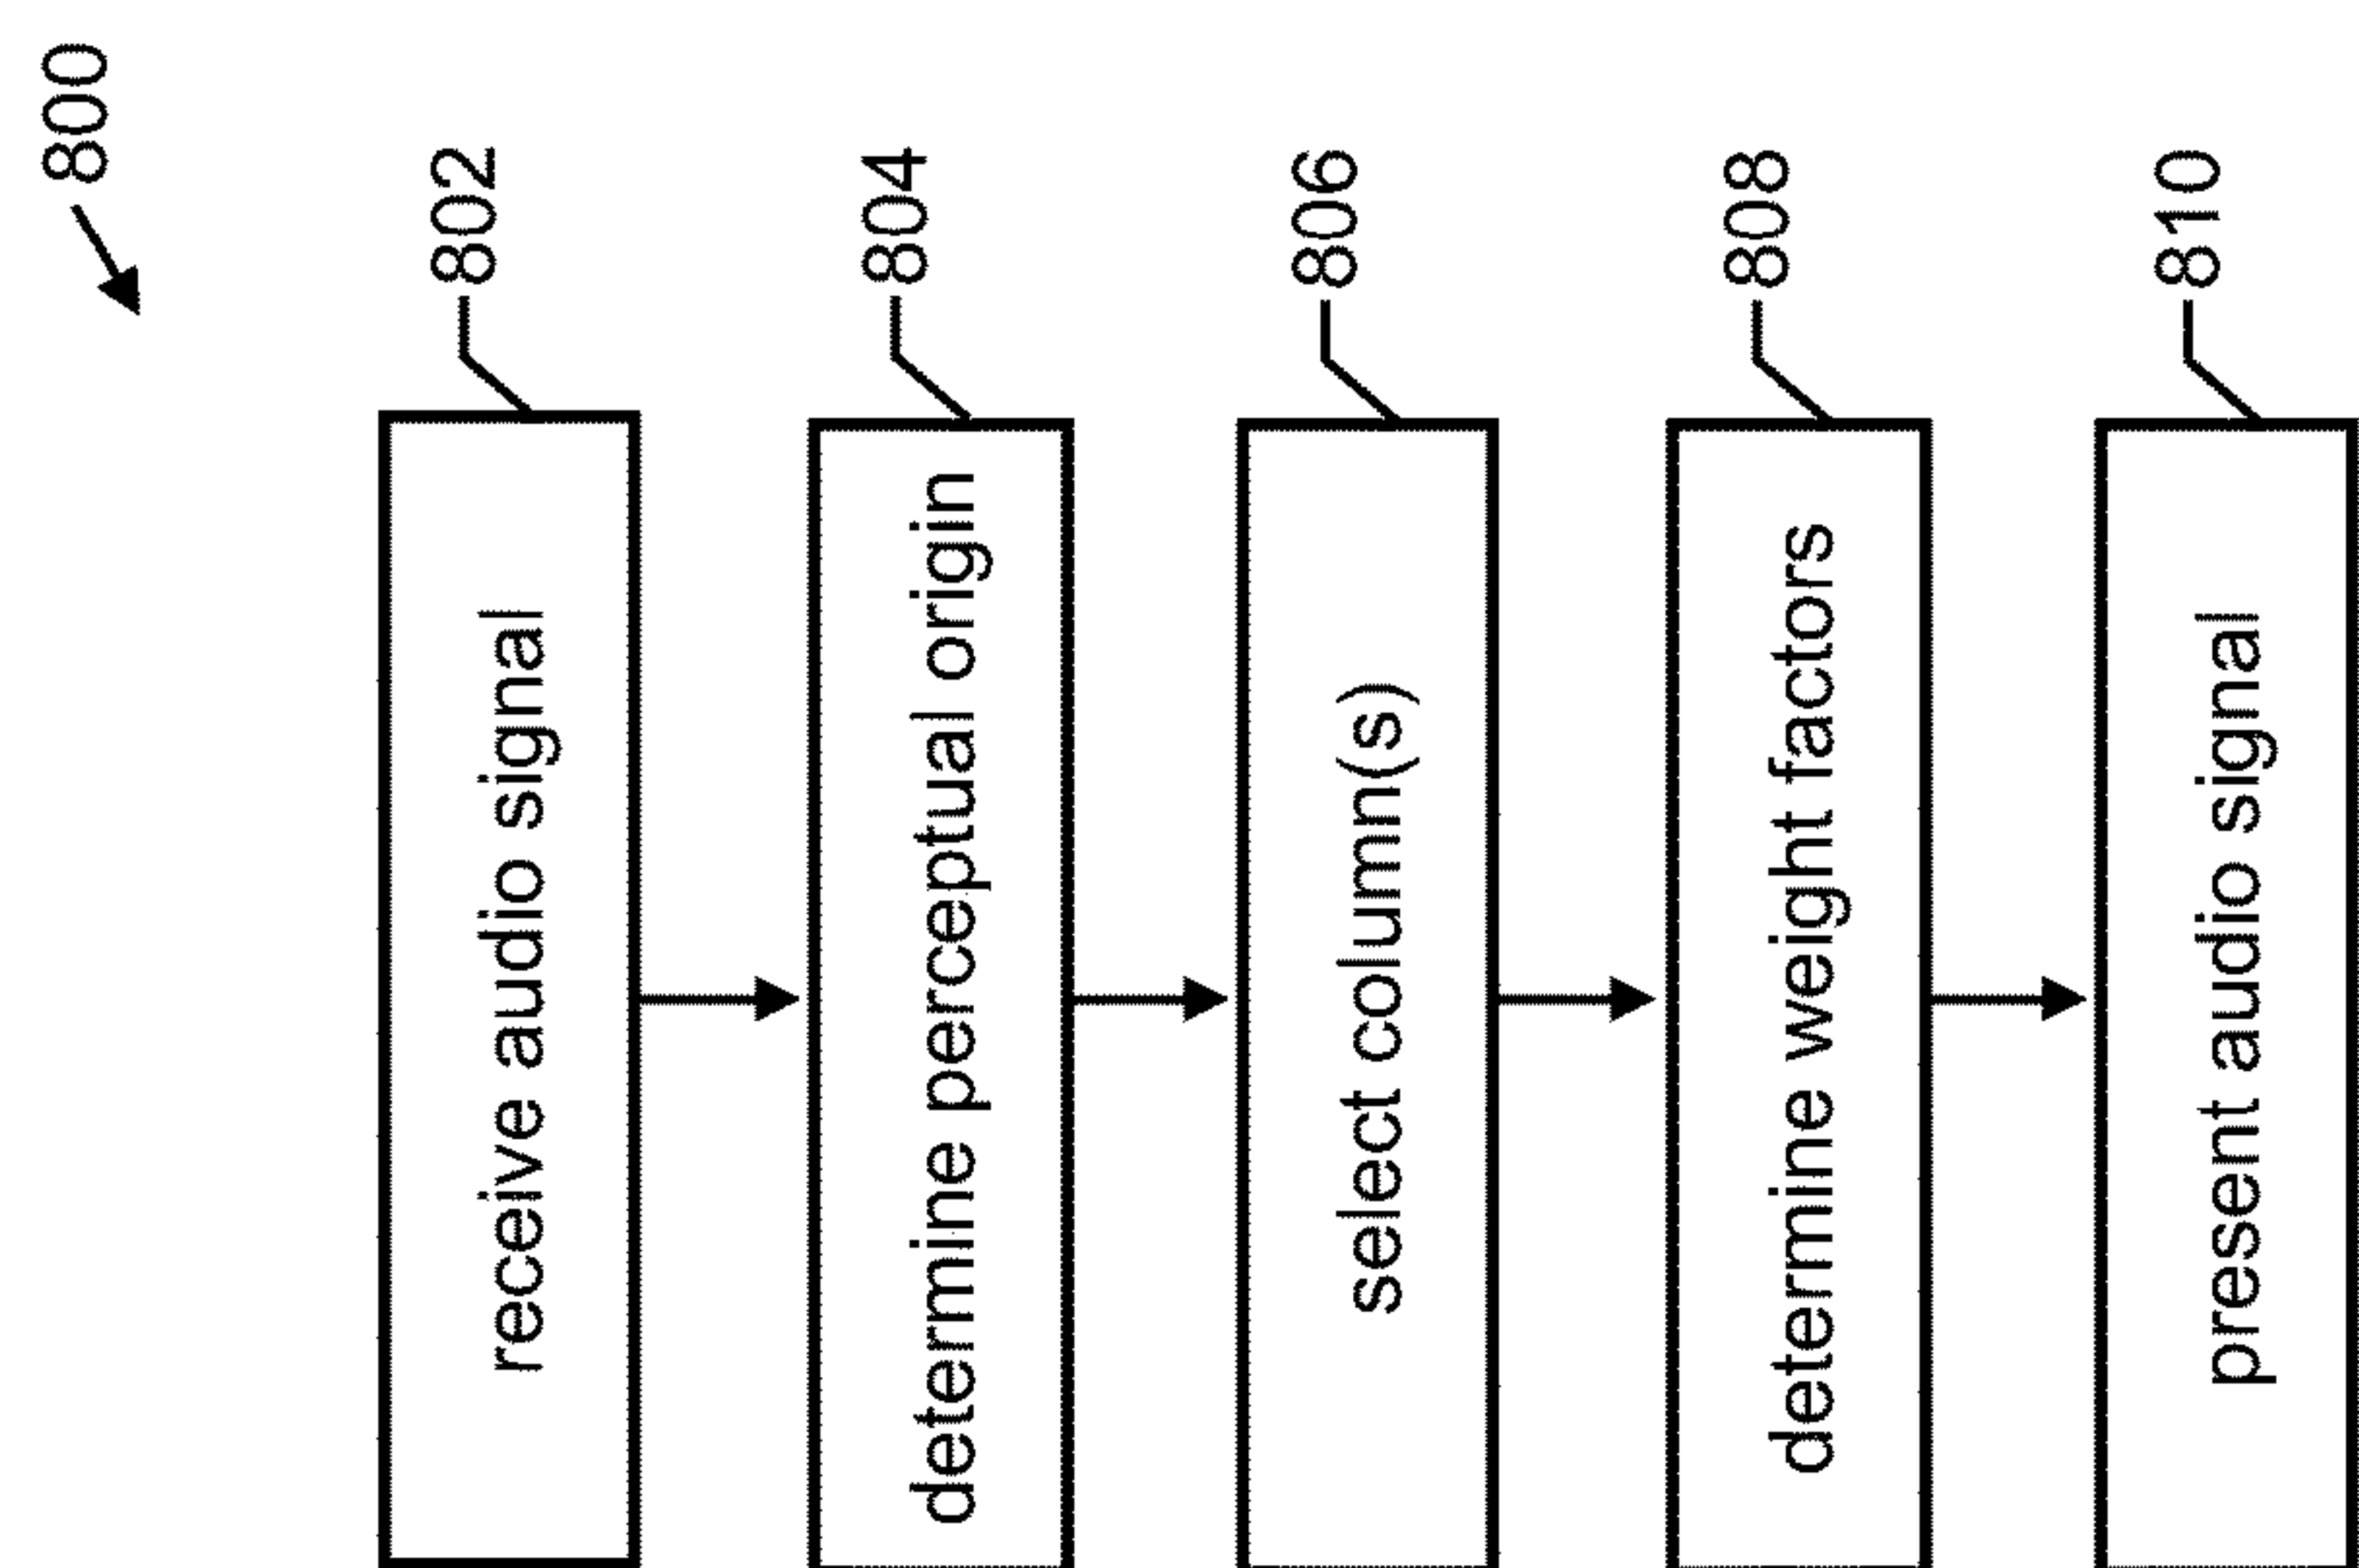 800
receive audio signal
802
determine perceptual origin
804
select column(s)
806
determine weight factors
808
present audio signal
810